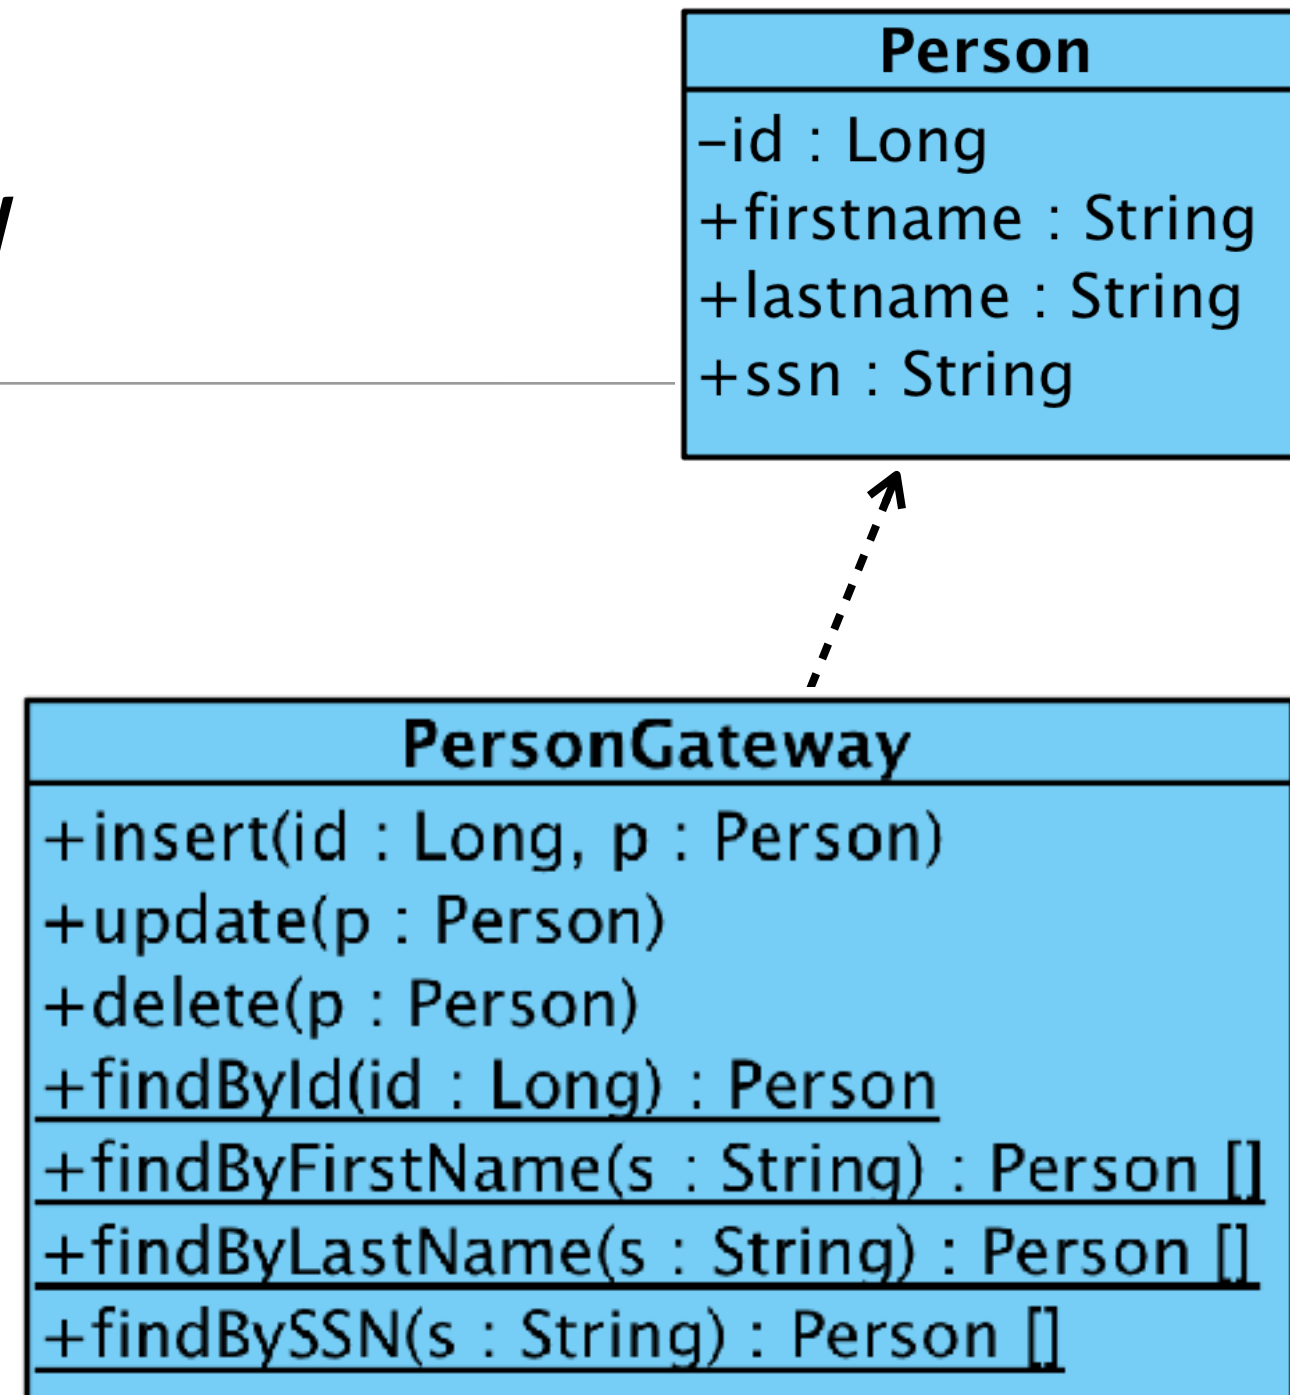 Person
-id : Long
+firstname : String
+lastname : String
+ssn : String
PersonGateway
+insert(id : Long, p : Person)
+update(p : Person)
+delete(p : Person)
+findById(id : Long) : Person
+findByFirstName(s : String) : Person []
+findByLastName(s : String) : Person []
+findBySSN(s : String) : Person []